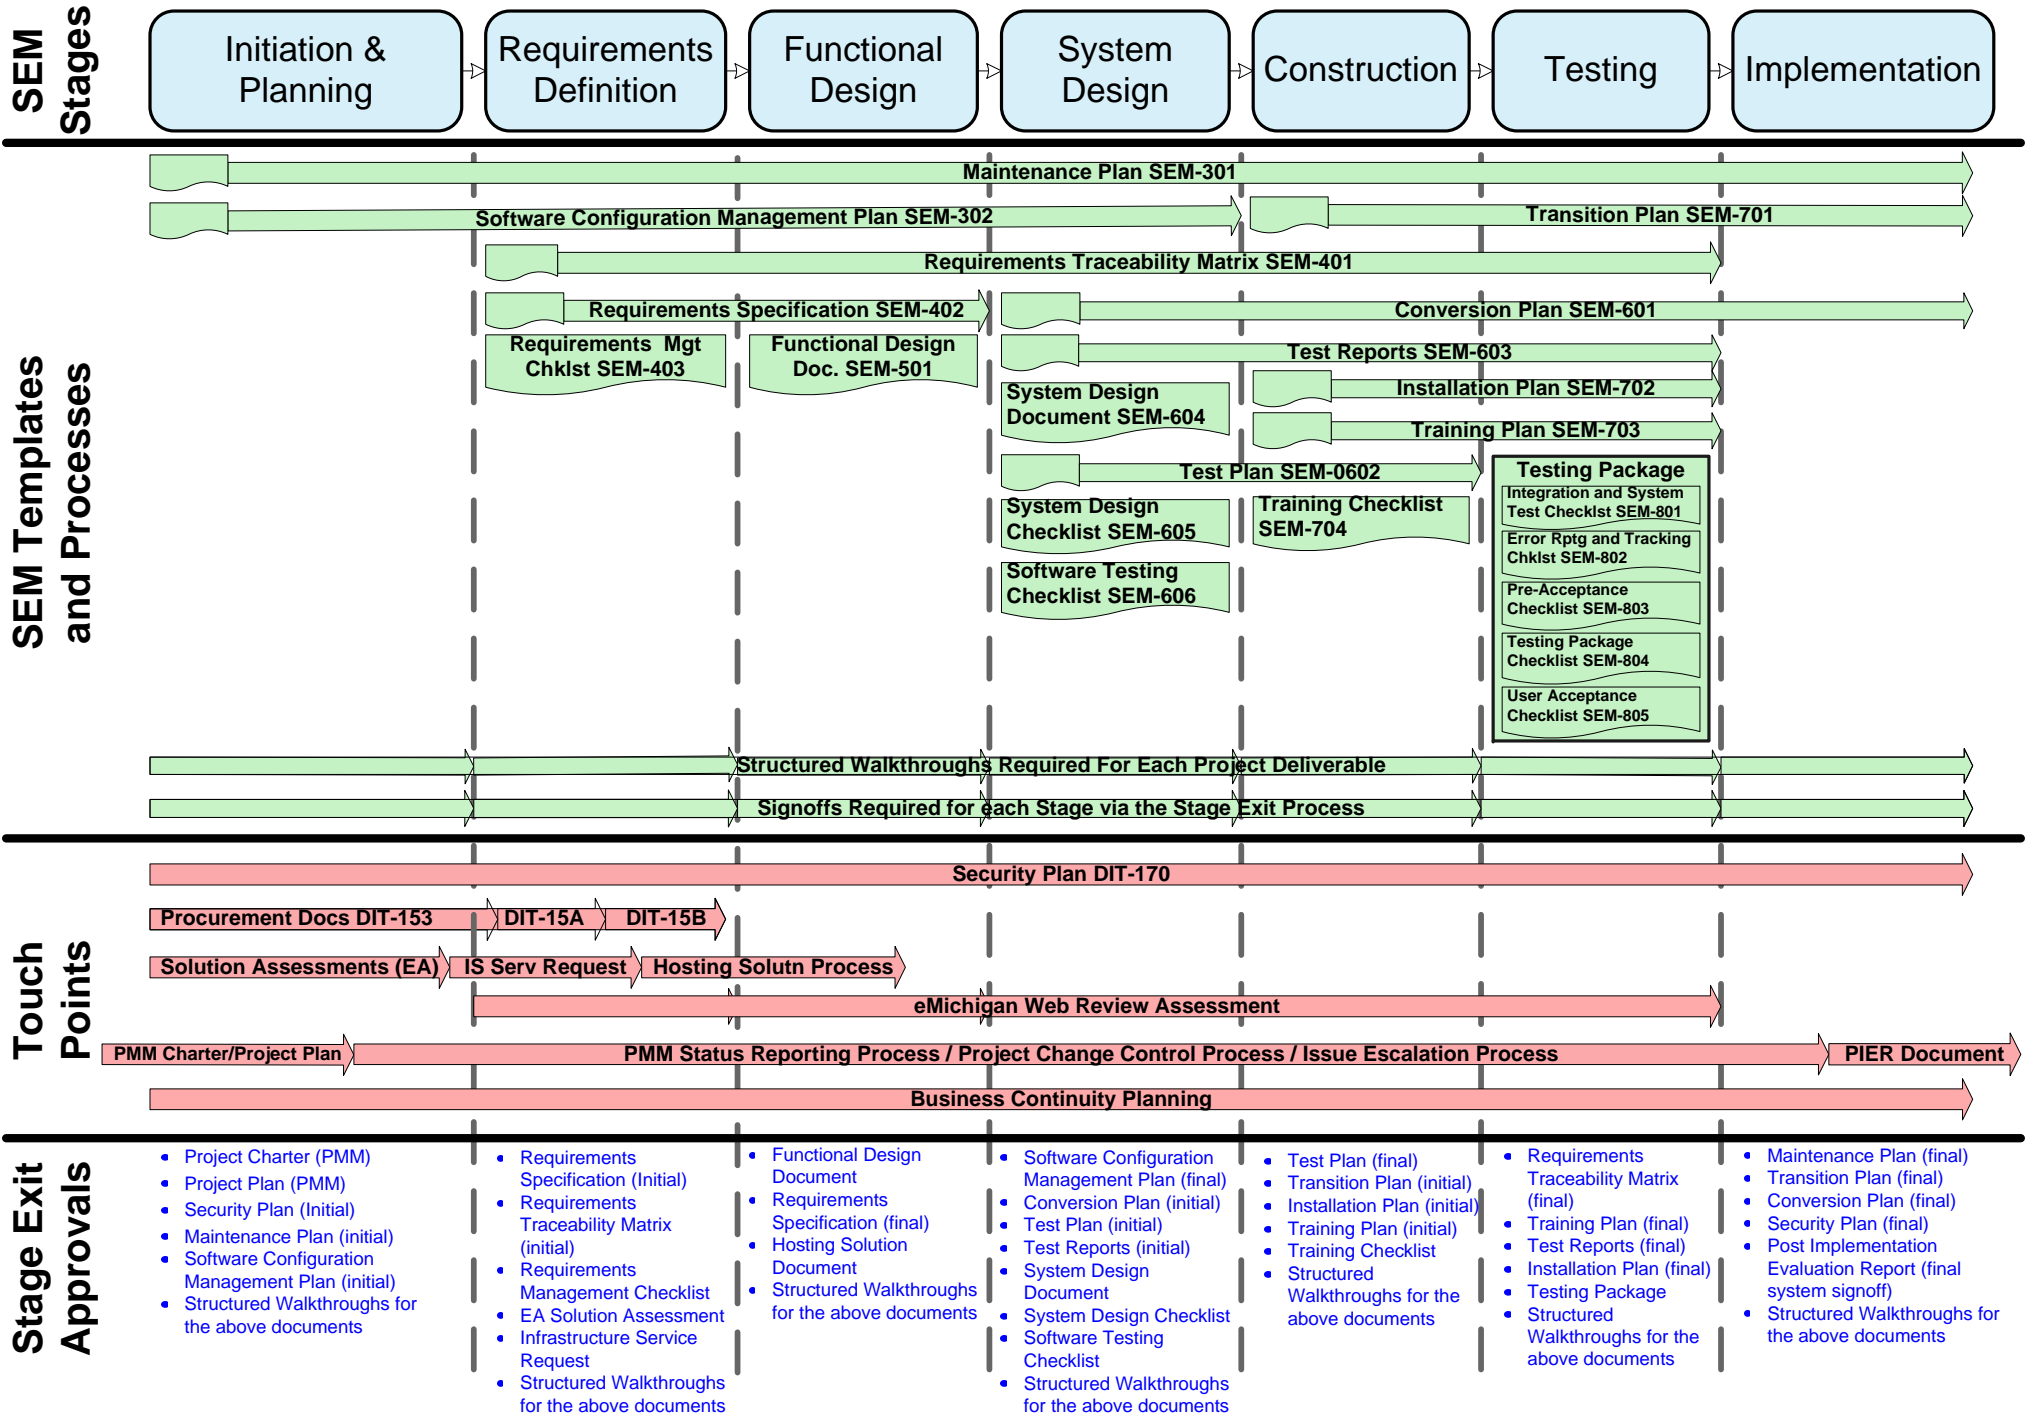 SEM
Stages
Initiation &
Planning
Requirements
Definition
Functional
Design
System
Design
Construction
Testing
Implementation
SEM Templates
and Processes
Maintenance Plan SEM-301
Software Configuration Management Plan SEM-302
Transition Plan SEM-701
Requirements Traceability Matrix SEM-401
Requirements Specification SEM-402
Conversion Plan SEM-601
Requirements Mgt
Chklst SEM-403
Functional Design
Doc. SEM-501
Test Reports SEM-603
System Design
Document SEM-604
Installation Plan SEM-702
Training Plan SEM-703
Test Plan SEM-0602
System Design
Checklist SEM-605
Training Checklist
SEM-704
Software Testing
Checklist SEM-606
Testing Package
Integration and System
Test Checklst SEM-801
Error Rptg and Tracking
Chklst SEM-802
Pre-Acceptance
Checklist SEM-803
Testing Package
Checklist SEM-804
User Acceptance
Checklist SEM-805
Structured Walkthroughs Required For Each Project Deliverable
Signoffs Required for each Stage via the Stage Exit Process
Touch
Points
Security Plan DIT-170
Procurement Docs DIT-153
DIT-15A
DIT-15B
Solution Assessments (EA)
IS Serv Request
Hosting Solutn Process
eMichigan Web Review Assessment
PMM Charter/Project Plan
PMM Status Reporting Process / Project Change Control Process / Issue Escalation Process
PIER Document
Business Continuity Planning
Stage Exit
Approvals
• Project Charter (PMM)
• Project Plan (PMM)
• Security Plan (Initial)
• Maintenance Plan (initial)
• Software Configuration
Management Plan (initial)
• Structured Walkthroughs for
the above documents
• Requirements
Specification (Initial)
• Requirements
Traceability Matrix
(initial)
• Requirements
Management Checklist
• EA Solution Assessment
• Infrastructure Service
Request
• Structured Walkthroughs
for the above documents
• Functional Design
Document
• Requirements
Specification (final)
• Hosting Solution
Document
• Structured Walkthroughs
for the above documents
• Software Configuration
Management Plan (final)
• Conversion Plan (initial)
• Test Plan (initial)
• Test Reports (initial)
• System Design
Document
• System Design Checklist
• Software Testing
Checklist
• Structured Walkthroughs
for the above documents
• Test Plan (final)
• Transition Plan (initial)
• Installation Plan (initial)
• Training Plan (initial)
• Training Checklist
• Structured
Walkthroughs for the
above documents
• Requirements
Traceability Matrix
(final)
• Training Plan (final)
• Test Reports (final)
• Installation Plan (final)
• Testing Package
• Structured
Walkthroughs for the
above documents
• Maintenance Plan (final)
• Transition Plan (final)
• Conversion Plan (final)
• Security Plan (final)
• Post Implementation
Evaluation Report (final
system signoff)
• Structured Walkthroughs for
the above documents